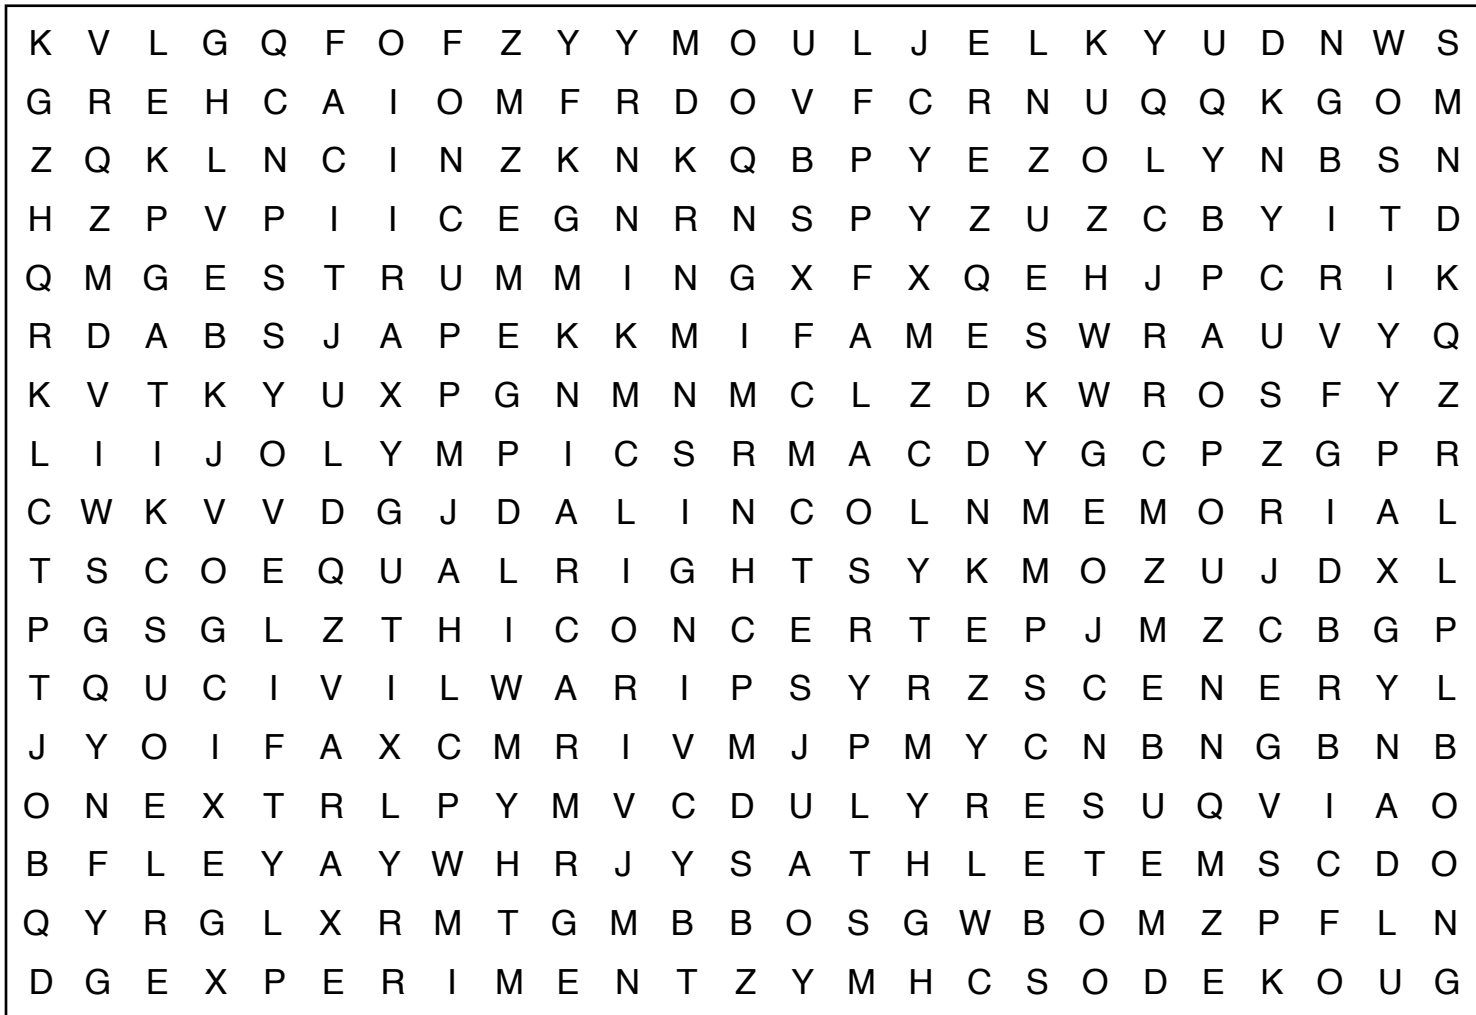 K V L G Q F O F Z Y Y M O U L J E L K Y U D N W S
G R E H C A I O M F R D O V F C R N U Q Q K G O M
Z Q K L N C I N Z K N K Q B P Y E Z O L Y N B S N
H Z P V P I I C E G N R N S P Y Z U Z C B Y I T D
Q M G E S T R U M M I N G X F X Q E H J P C R I K
R D A B S J A P E K K M I F A M E S W R A U V Y Q
K V T K Y U X P G N M N M C L Z D K W R O S F Y Z
L I I J O L Y M P I C S R M A C D Y G C P Z G P R
C W K V V D G J D A L I N C O L N M E M O R I A L
T S C O E Q U A L R I G H T S Y K M O Z U J D X L
P G S G L Z T H I C O N C E R T E P J M Z C B G P
T Q U C I V I L W A R I P S Y R Z S C E N E R Y L
J Y O I F A X C M R I V M J P M Y C N B N G B N B
O N E X T R L P Y M V C D U L Y R E S U Q V I A O
B F L E Y A Y W H R J Y S A T H L E T E M S C D O
Q Y R G L X R M T G M B B O S G W B O M Z P F L N
D G E X P E R I M E N T Z Y M H C S O D E K O U G